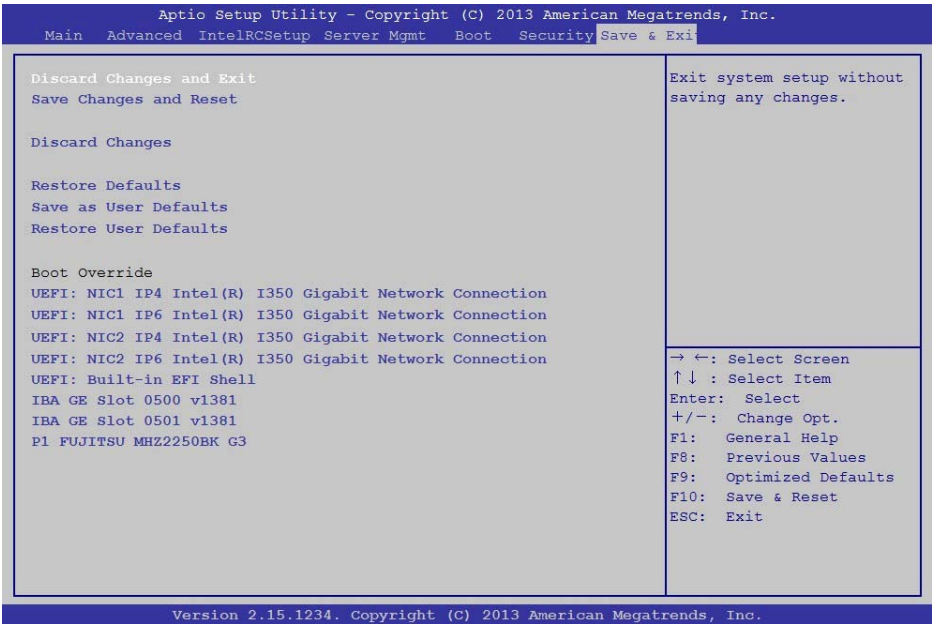 Aptio Setup Utility – Copyright (C) 2013 American Megatrends, Inc.
Main Advanced IntelRCSetup Server Mgmt Boot Security Save & Exi
Discard Changes and Exit
Save Changes and Reset
Discard Changes
Restore Defaults
Save as User Defaults
Restore User Defaults
Boot Override
UEFI: NIC1 IP4 Intel(R) I350 Gigabit Network Connection
UEFI: NIC1 IP6 Intel(R) I350 Gigabit Network Connection
UEFI: NIC2 IP4 Intel(R) I350 Gigabit Network Connection
UEFI: NIC2 IP6 Intel(R) I350 Gigabit Network Connection
UEFI: Built-in EFI Shell
IBA GE Slot 0500 v1381
IBA GE Slot 0501 v1381
P1 FUJITSU MHZ2250BK G3
Exit system setup without
saving any changes.
→ ←: Select Screen
↑↓ : Select Item
Enter: Select
+/-: Change Opt.
F1: General Help
F8: Previous Values
F9: Optimized Defaults
F10: Save & Reset
ESC: Exit
Version 2.15.1234. Copyright (C) 2013 American Megatrends, Inc.